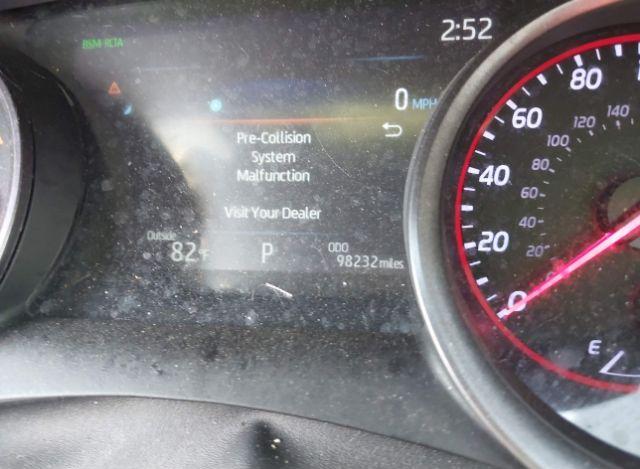 2:52
BSM RCTA
0 MPH
Pre-Collision
System
Malfunction
Visit Your Dealer
Outside
82°F
P
ODO
98232 miles
80
60
40
20
0
140
120
100
80
60
40
20
E